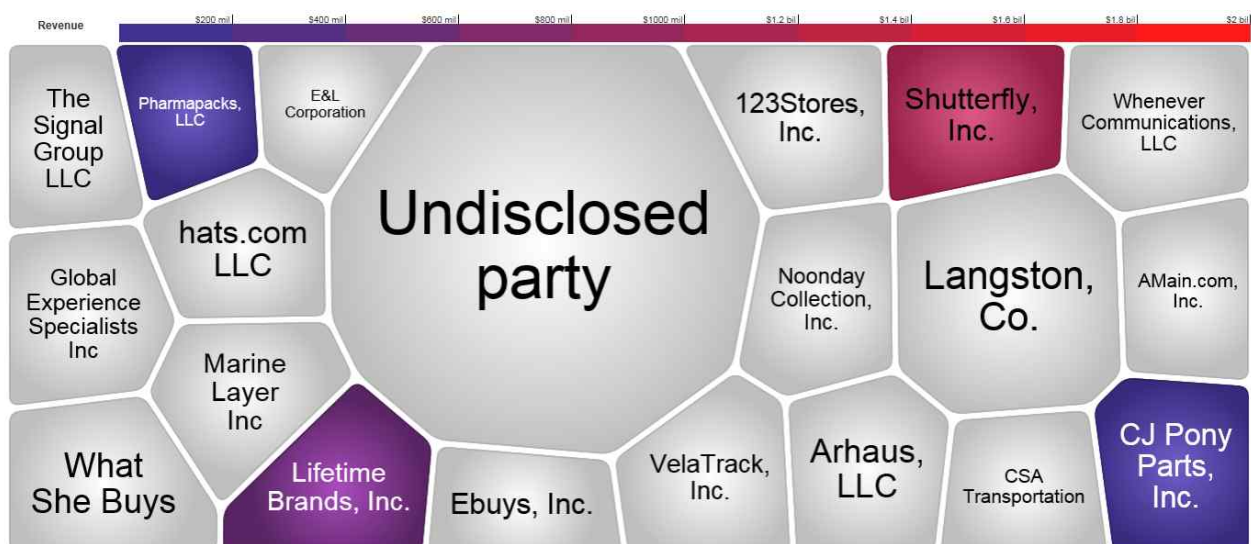 Revenue
$200 mil
$400 mil
$600 mil
$800 mil
$1000 mil
$1.2 bil
$1.4 bil
$1.6 bil
$1.8 bil
$2 bil
The
Signal
Group
LLC
Pharmapacks,
LLC
E&L
Corporation
Undisclosed
party
123Stores,
Inc.
Shutterfly,
Inc.
Whenever
Communications,
LLC
hats.com
LLC
Global
Experience
Specialists
Inc
Noonday
Collection,
Inc.
Langston,
Co.
AMain.com,
Inc.
Marine
Layer
Inc
What
She Buys
Lifetime
Brands, Inc.
Ebuys, Inc.
VelaTrack,
Inc.
Arhaus,
LLC
CSA
Transportation
CJ Pony
Parts,
Inc.